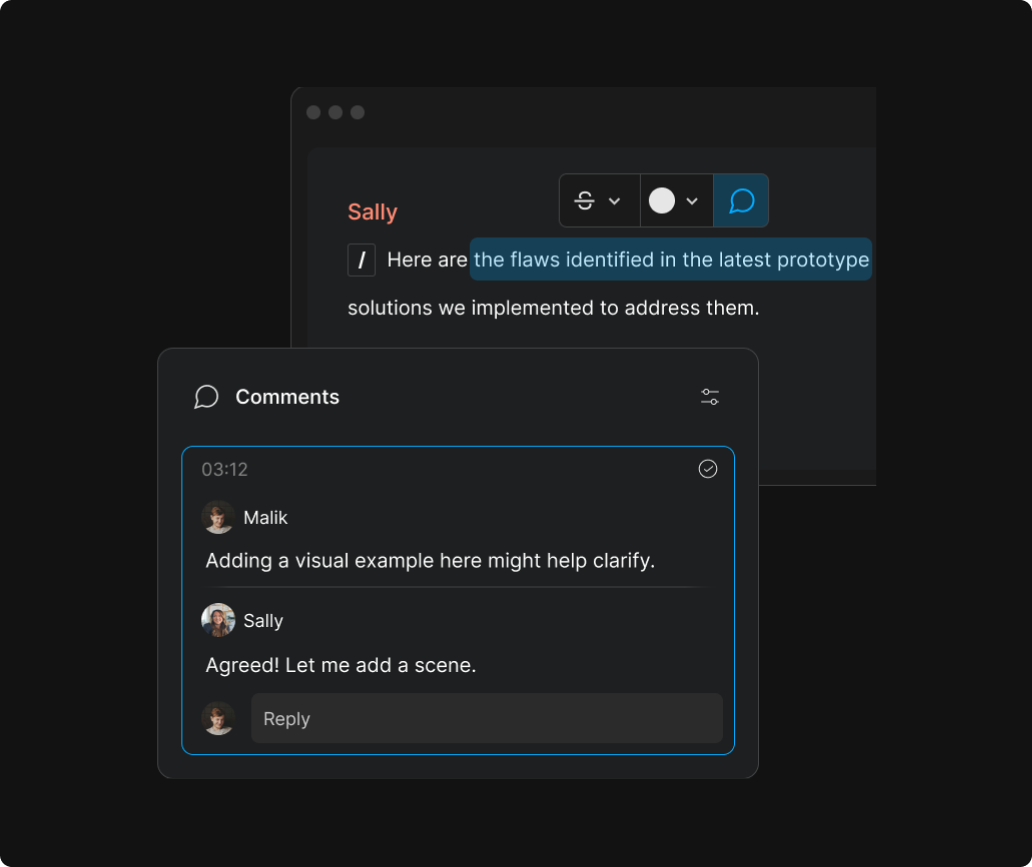 Sally
/ Here are the flaws identified in the latest prototype
solutions we implemented to address them.
Comments
03:12
Malik
Adding a visual example here might help clarify.
Sally
Agreed! Let me add a scene.
Reply